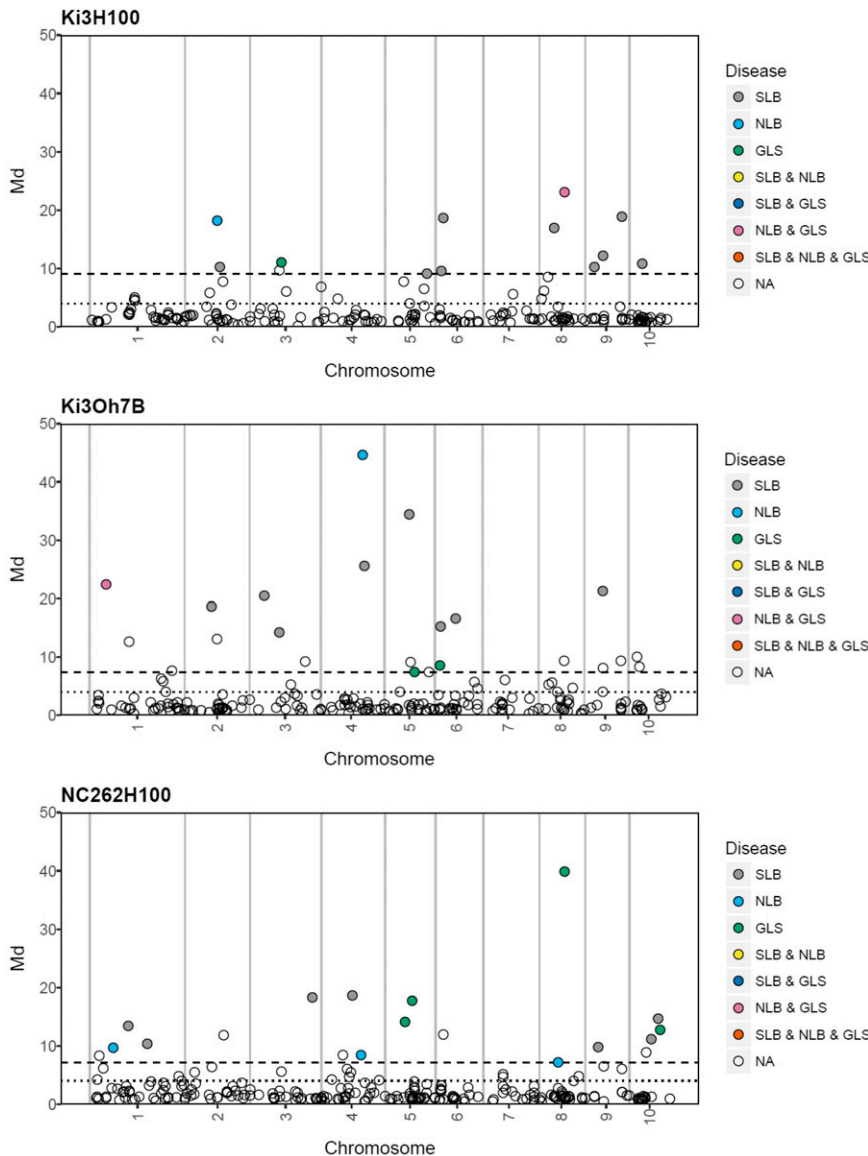 Ki3H100
50
40
30
20
10
0
Md
1 2 3 4 5 6 7 8 9 10
Chromosome
Disease
SLB
NLB
GLS
SLB & NLB
SLB & GLS
NLB & GLS
SLB & NLB & GLS
NA
Ki3Oh7B
50
40
30
20
10
0
Md
1 2 3 4 5 6 7 8 9 10
Chromosome
Disease
SLB
NLB
GLS
SLB & NLB
SLB & GLS
NLB & GLS
SLB & NLB & GLS
NA
NC262H100
50
40
30
20
10
0
Md
1 2 3 4 5 6 7 8 9 10
Chromosome
Disease
SLB
NLB
GLS
SLB & NLB
SLB & GLS
NLB & GLS
SLB & NLB & GLS
NA